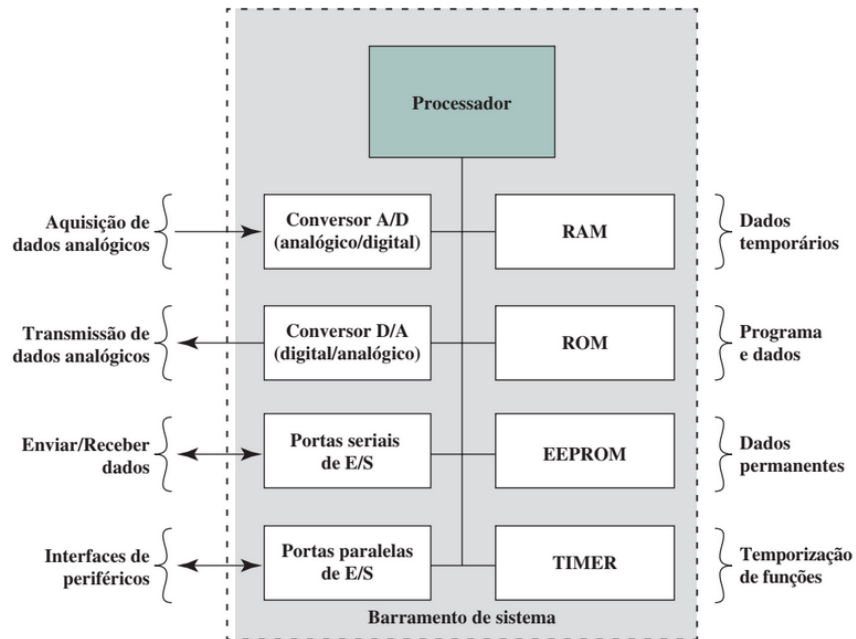 Processador
Aquisição de
dados analógicos
Conversor A/D
(analógico/digital)
RAM
Dados
temporários
Transmissão de
dados analógicos
Conversor D/A
(digital/analógico)
ROM
Programa
e dados
Enviar/Receber
dados
Portas seriais
de E/S
EEPROM
Dados
permanentes
Interfaces de
periféricos
Portas paralelas
de E/S
TIMER
Temporização
de funções
Barramento de sistema